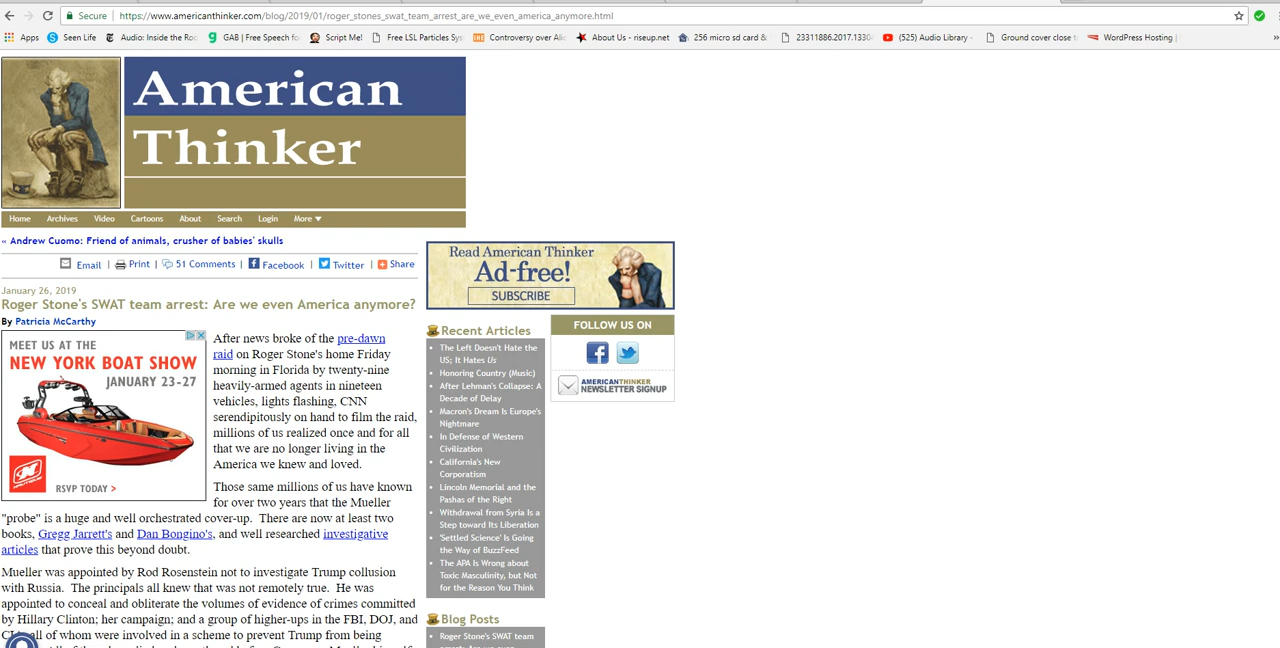 Secure
https://www.americanthinker.com/blog/2019/01/roger_stones_swat_team_arrest_are_we_even_america_anymore.html
Apps
Seen Life
Audio: Inside the Ro
GAB | Free Speech fo
Script Me!
Free LSL Particles Sys
Controversy over Alic
About Us - riseup.net
256 micro sd card &
23311886.2017.1330
(525) Audio Library -
Ground cover close t
WordPress Hosting |
»
American
Thinker
Home Archives Video Cartoons About Search Login More
« Andrew Cuomo: Friend of animals, crusher of babies' skulls
Email | Print | 51 Comments | Facebook | Twitter | Share
January 26, 2019
Roger Stone's SWAT team arrest: Are we even America anymore?
By Patricia McCarthy
MEET US AT THE
NEW YORK BOAT SHOW
JANUARY 23-27
RSVP TODAY >
After news broke of the pre-dawn
raid on Roger Stone's home Friday
morning in Florida by twenty-nine
heavily-armed agents in nineteen
vehicles, lights flashing, CNN
serendipitously on hand to film the raid,
millions of us realized once and for all
that we are no longer living in the
America we knew and loved.
Those same millions of us have known
for over two years that the Mueller
"probe" is a huge and well orchestrated cover-up. There are now at least two
books, Gregg Jarrett's and Dan Bongino's, and well researched investigative
articles that prove this beyond doubt.
Mueller was appointed by Rod Rosenstein not to investigate Trump collusion
with Russia. The principals all knew that was not remotely true. He was
appointed to conceal and obliterate the volumes of evidence of crimes committed
by Hillary Clinton; her campaign; and a group of higher-ups in the FBI, DOJ, and
all of whom were involved in a scheme to prevent Trump from being
Read American Thinker
Ad-free!
SUBSCRIBE
Recent Articles
The Left Doesn't Hate the
US; It Hates Us
Honoring Country (Music)
After Lehman's Collapse: A
Decade of Delay
Macron's Dream Is Europe's
Nightmare
In Defense of Western
Civilization
California's New
Corporatism
Lincoln Memorial and the
Pashas of the Right
Withdrawal from Syria Is a
Step toward Its Liberation
'Settled Science' Is Going
the Way of BuzzFeed
The APA Is Wrong about
Toxic Masculinity, but Not
for the Reason You Think
Blog Posts
Roger Stone's SWAT team
FOLLOW US ON
AMERICANTHINKER
NEWSLETTER SIGNUP